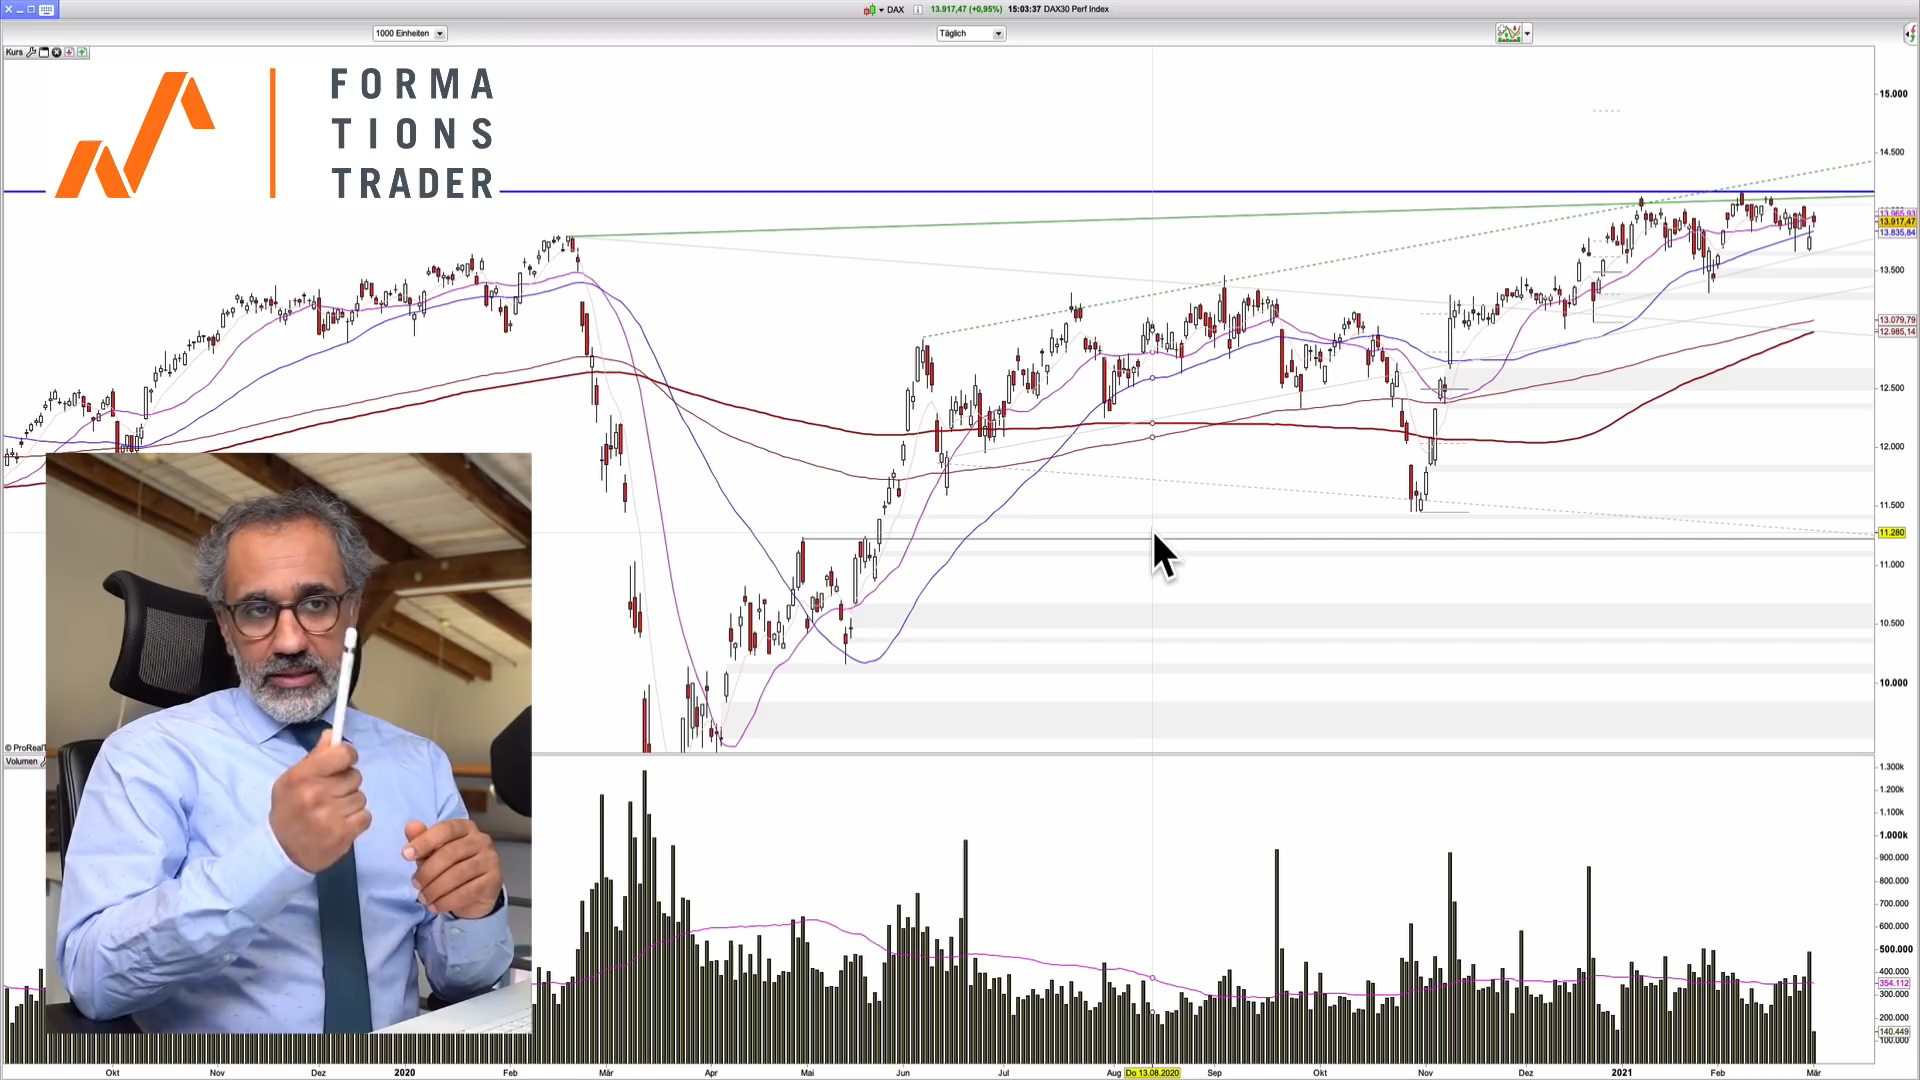 DAX 13.917,47 (+0,95%) 15:03:37 DAX30 Perf Index
1000 Einheiten
Täglich
Kurs
FORMA
TIONS
TRADER
15.000
14.500
13.965,93
13.917,47
13.835,84
13.500
13.079,79
12.985,14
12.500
12.000
11.500
11.280
11.000
10.500
10.000
© ProRealT
Volumen
1.300k
1.200k
1.100k
1.000k
900.000
800.000
700.000
600.000
500.000
400.000
354.112
300.000
200.000
140.449
100.000
Okt Nov Dez 2020 Feb Mär Apr Mai Jun Jul Aug Do 13.08.2020 Sep Okt Nov Dez 2021 Feb Mär